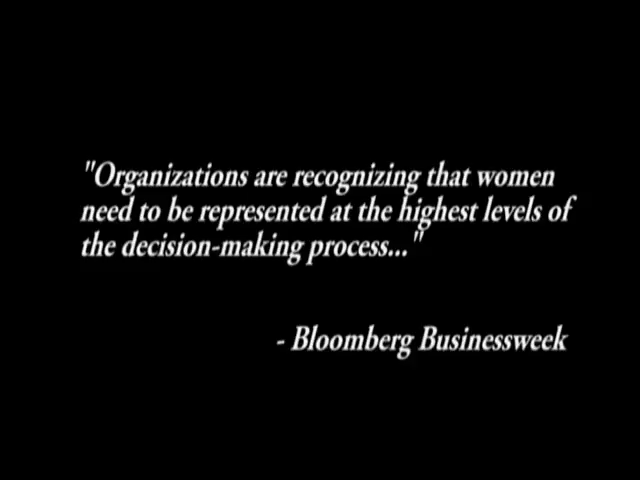 "Organizations are recognizing that women
need to be represented at the highest levels of
the decision-making process..."
- Bloomberg Businessweek